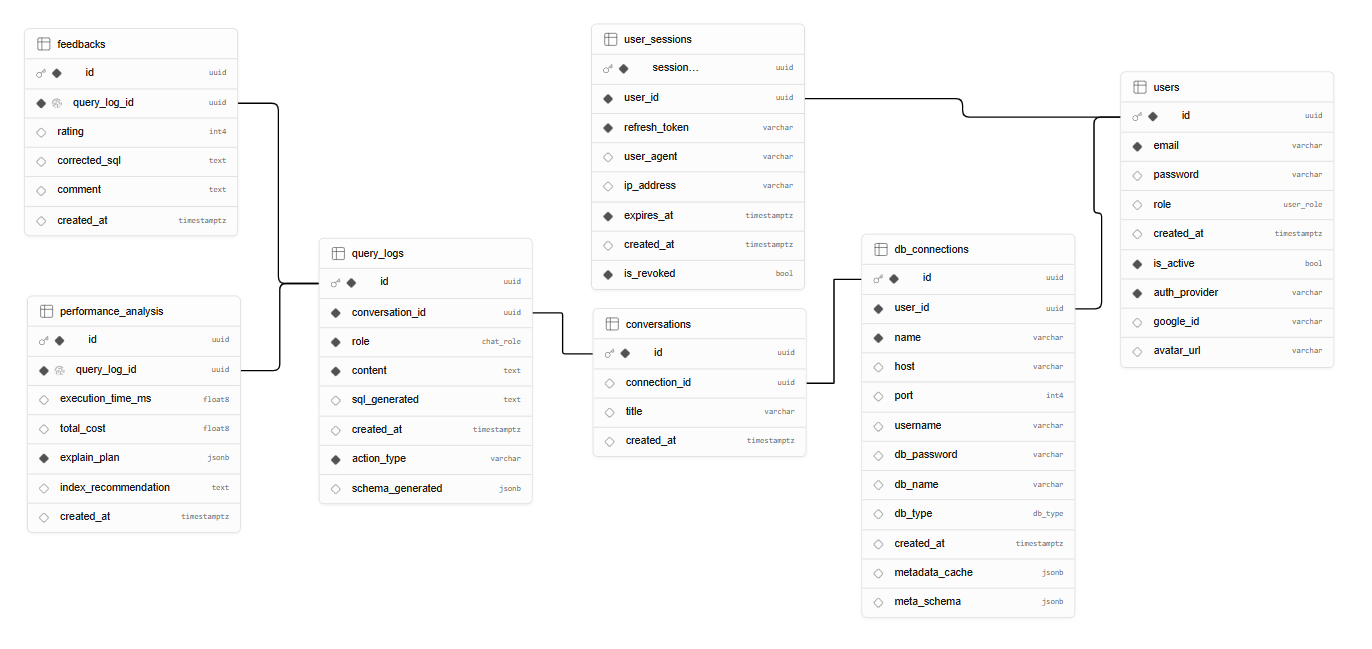 feedbacks
id uuid
query_log_id uuid
rating int4
corrected_sql text
comment text
created_at timestamptz
performance_analysis
id uuid
query_log_id uuid
execution_time_ms float8
total_cost float8
explain_plan jsonb
index_recommendation text
created_at timestamptz
query_logs
id uuid
conversation_id uuid
role chat_role
content text
sql_generated text
created_at timestamptz
action_type varchar
schema_generated jsonb
user_sessions
session... uuid
user_id uuid
refresh_token varchar
user_agent varchar
ip_address varchar
expires_at timestamptz
created_at timestamptz
is_revoked bool
conversations
id uuid
connection_id uuid
title varchar
created_at timestamptz
db_connections
id uuid
user_id uuid
name varchar
host varchar
port int4
username varchar
db_password varchar
db_name varchar
db_type db_type
created_at timestamptz
metadata_cache jsonb
meta_schema jsonb
users
id uuid
email varchar
password varchar
role user_role
created_at timestamptz
is_active bool
auth_provider varchar
google_id varchar
avatar_url varchar